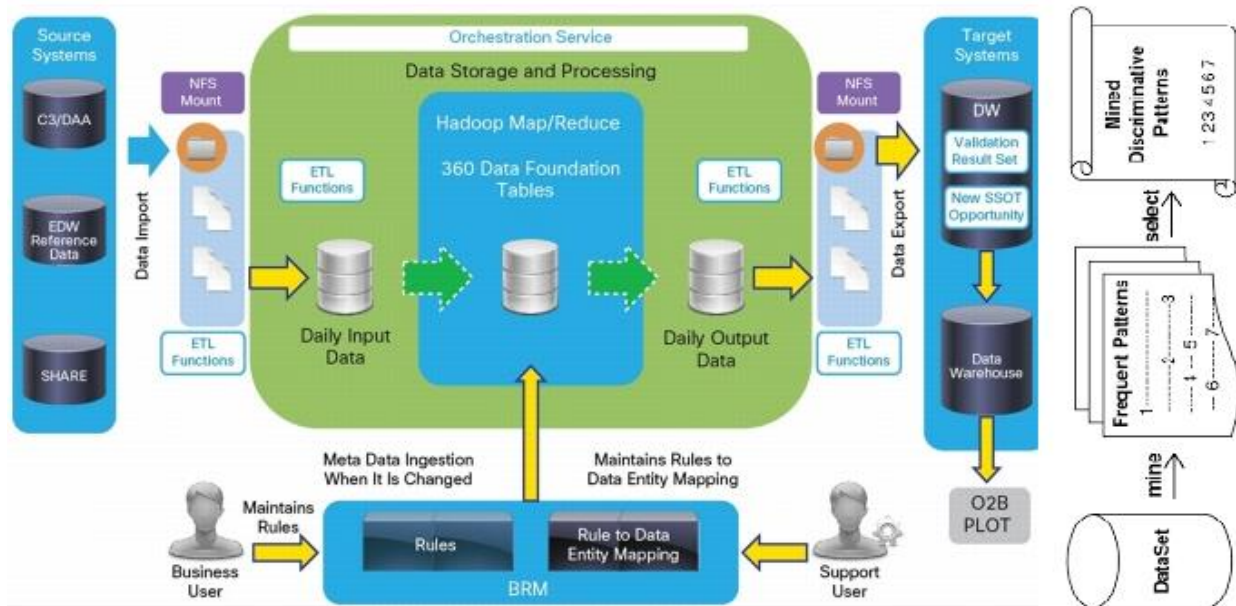 Source
Systems
C3/DAA
EDW
Reference
Data
SHARE
Data Import
NFS
Mount
ETL
Functions
Orchestration Service
Data Storage and Processing
ETL
Functions
Daily Input
Data
Hadoop Map/Reduce
360 Data Foundation
Tables
ETL
Functions
Daily Output
Data
NFS
Mount
ETL
Functions
Data Export
Target
Systems
DW
Validation
Result Set
New SSOT
Opportunity
Data
Warehouse
O2B
PLOT
Meta Data Ingestion
When It Is Changed
Maintains Rules to
Data Entity Mapping
Maintains
Rules
Business
User
Rules
Rule to Data
Entity Mapping
BRM
Support
User
Mined
Discriminative
Patterns
1 2 3 4 5 6 7
select
Frequent Patterns
1--------------------
--------2----------3
-----4 --- 5 ------
--- 6 ----------7---
mine
DataSet